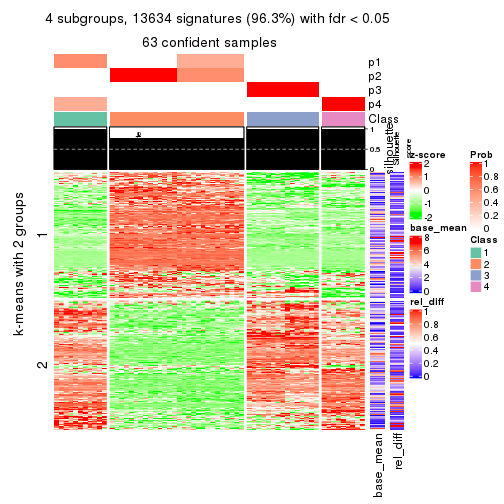 4 subgroups, 13634 signatures (96.3%) with fdr < 0.05
63 confident samples
p1
p2
p3
p4
Class
1
0.5
0
silhouette
Silhouette
score
k-means with 2 groups
1
2
base_mean
rel_diff
z-score
2
1
0
-1
-2
base_mean
8
6
4
2
0
rel_diff
1
0.8
0.6
0.4
0.2
0
Prob
1
0.8
0.6
0.4
0.2
0
Class
1
2
3
4